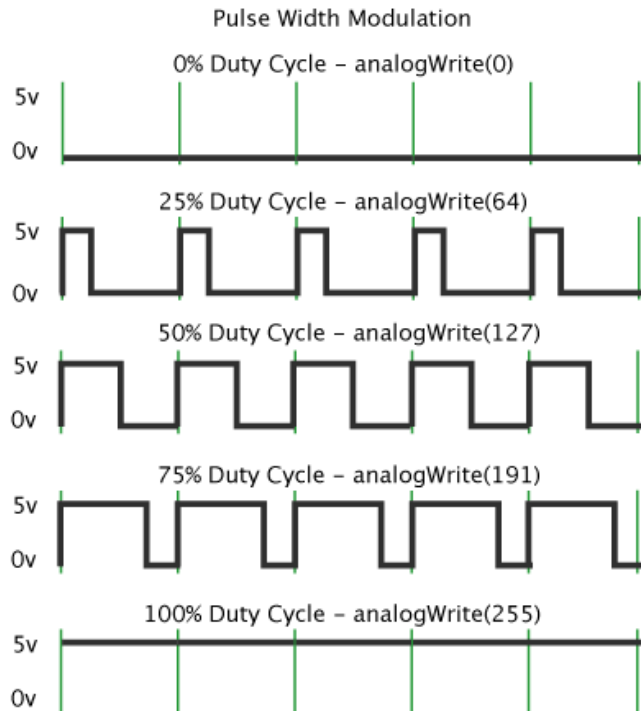 Pulse Width Modulation
0% Duty Cycle – analogWrite(0)
5v
0v
25% Duty Cycle – analogWrite(64)
5v
0v
50% Duty Cycle – analogWrite(127)
5v
0v
75% Duty Cycle – analogWrite(191)
5v
0v
100% Duty Cycle – analogWrite(255)
5v
0v